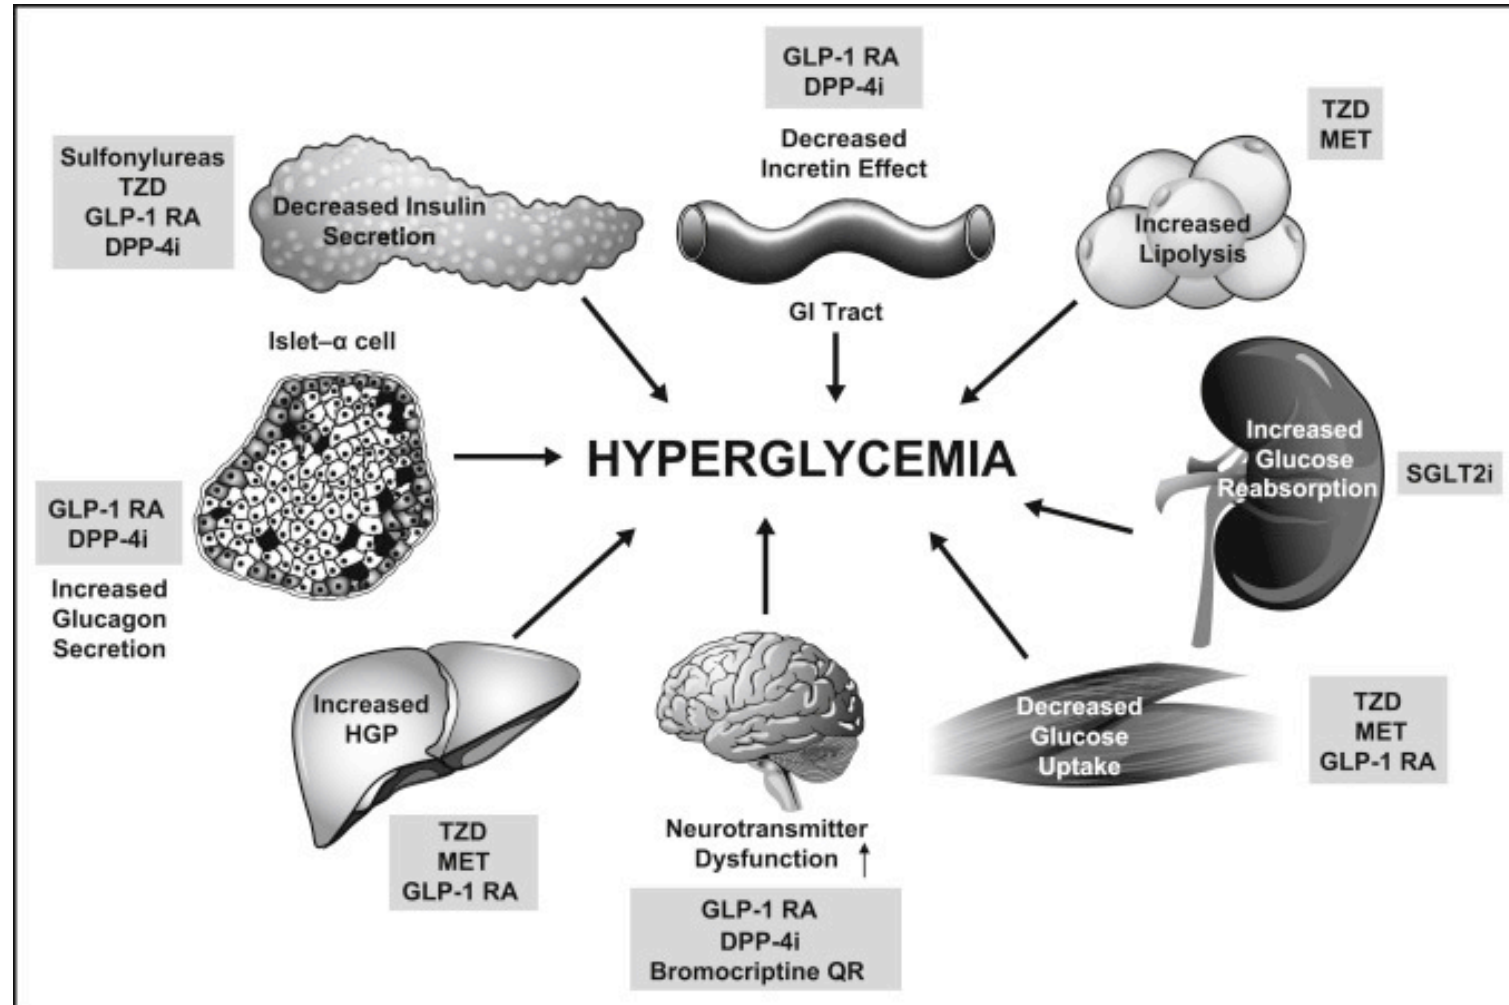 GLP-1 RA
DPP-4i
Decreased
Incretin Effect
GI Tract
TZD
MET
Increased
Lipolysis
Sulfonylureas
TZD
GLP-1 RA
DPP-4i
Decreased Insulin
Secretion
Islet–α cell
GLP-1 RA
DPP-4i
Increased
Glucagon
Secretion
HYPERGLYCEMIA
Increased
Glucose
Reabsorption
SGLT2i
Increased
HGP
TZD
MET
GLP-1 RA
Neurotransmitter
Dysfunction ↑
GLP-1 RA
DPP-4i
Bromocriptine QR
Decreased
Glucose
Uptake
TZD
MET
GLP-1 RA